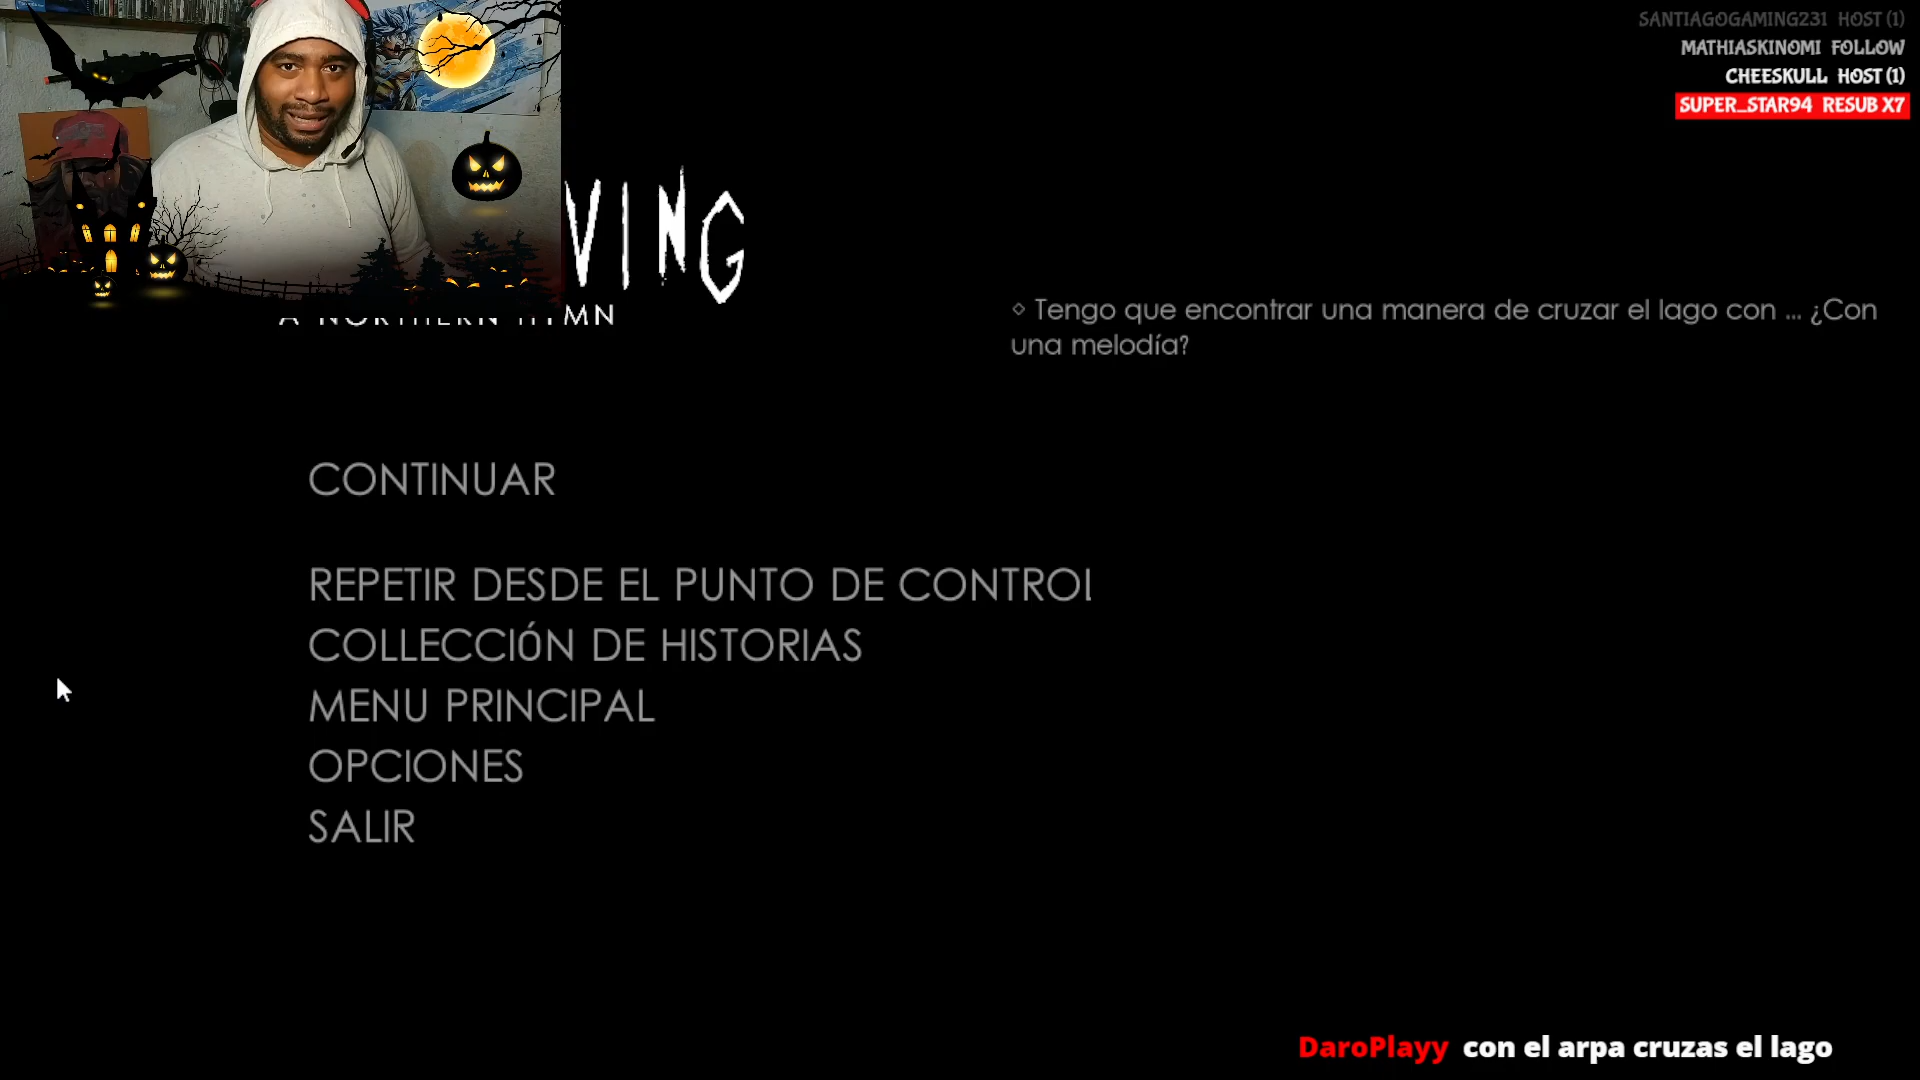 SANTIAGOGAMING231 HOST (1)
MATHIASKINOMI FOLLOW
CHEESKULL HOST (1)
SUPER_STAR94 RESUB X7
VING
A NORTHERN HYMN
◇ Tengo que encontrar una manera de cruzar el lago con ... ¿Con
una melodía?
CONTINUAR
REPETIR DESDE EL PUNTO DE CONTROL
COLLECCIÓN DE HISTORIAS
MENU PRINCIPAL
OPCIONES
SALIR
DaroPlayy con el arpa cruzas el lago